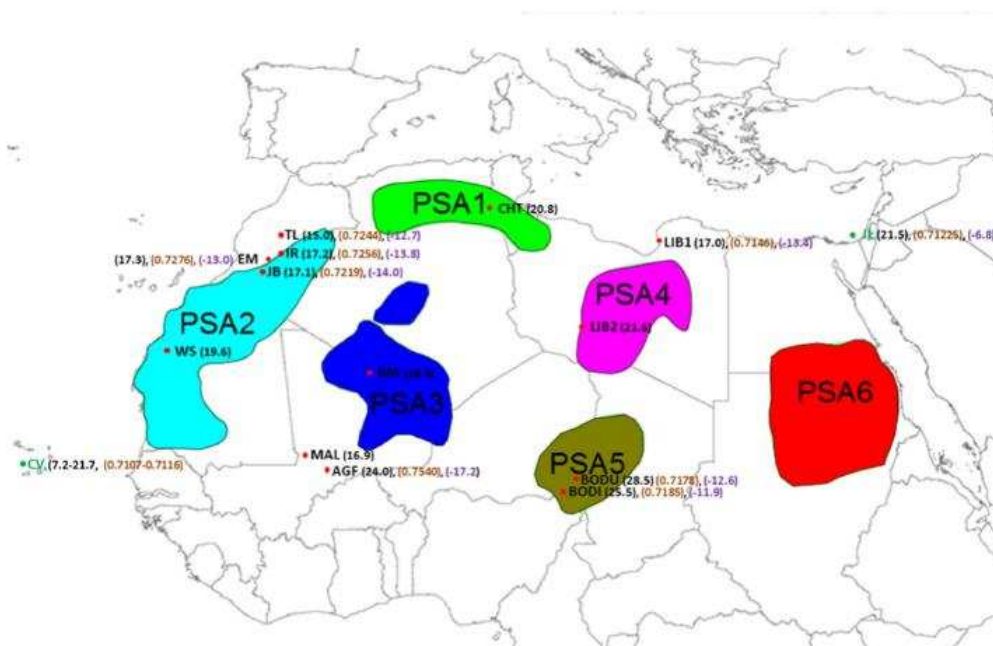 PSA1
CHT (20.8)
TL (15.0), (0.7244), (-12.7)
IR (17.2), (0.7256), (-13.8)
(17.3), (0.7276), (-13.0) EM
JB (17.1), (0.7219), (-14.0)
LIB1 (17.0), (0.7146), (-13.4)
(21.5), (0.71225), (-6.8)
PSA4
LIB2
PSA2
WS (19.6)
PSA3
PSA6
MAL (16.9)
AGF (24.0), (0.7540), (-17.2)
CV, (7.2-21.7, (0.7107-0.7116)
PSA5
BODU (28.5) 0.7178), (-12.6)
BODI (25.5), (0.7185), (-11.9)